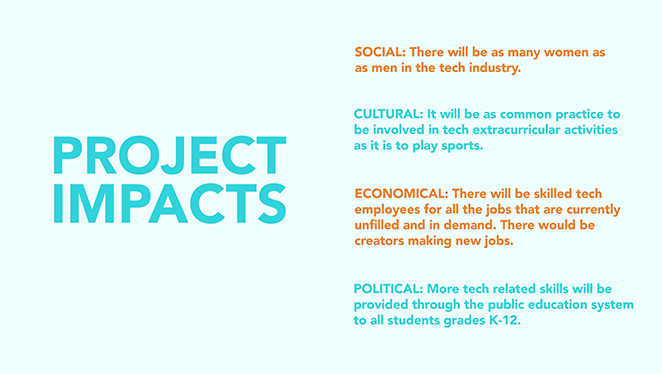 PROJECT
IMPACTS
SOCIAL: There will be as many women as
as men in the tech industry.
CULTURAL: It will be as common practice to
be involved in tech extracurricular activities
as it is to play sports.
ECONOMICAL: There will be skilled tech
employees for all the jobs that are currently
unfilled and in demand. There would be
creators making new jobs.
POLITICAL: More tech related skills will be
provided through the public education system
to all students grades K-12.